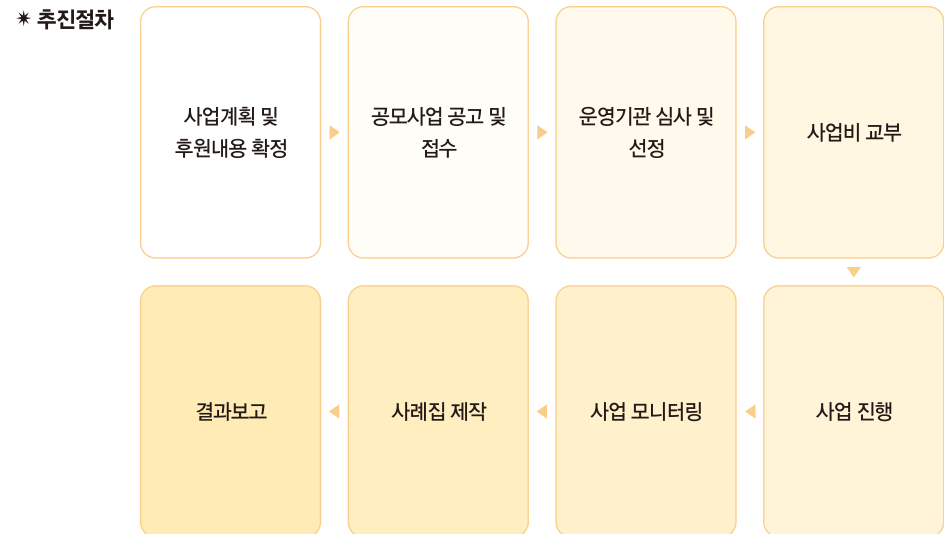 ✴ 추진절차
사업계획 및
후원내용 확정
공모사업 공고 및
접수
운영기관 심사 및
선정
사업비 교부
사업 진행
사업 모니터링
사례집 제작
결과보고